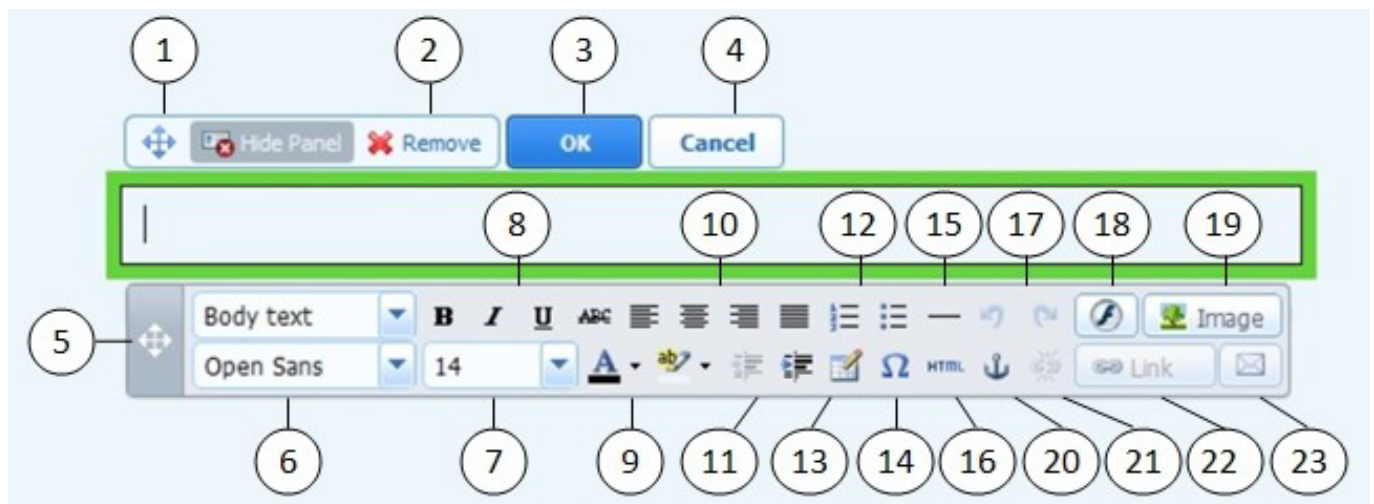 1 2 3 4
Hide Panel Remove OK Cancel
8 10 12 15 17 18 19
5
Body text B I U ABC Image
Open Sans 14 A ab Ω HTML Link
6 7 9 11 13 14 16 20 21 22 23